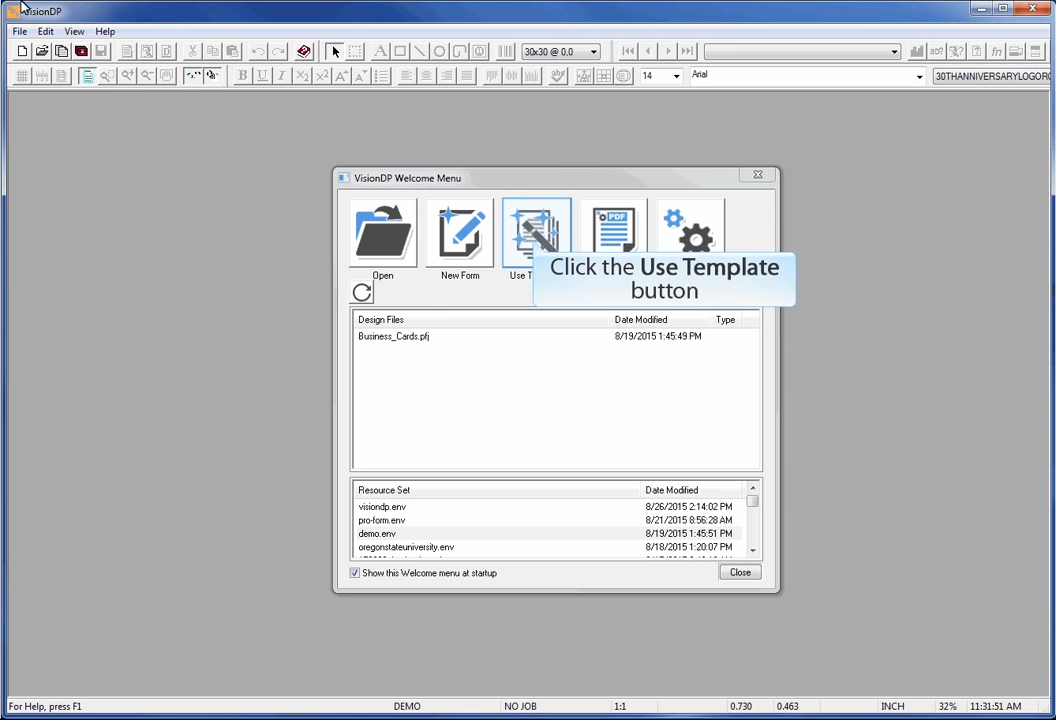 VisionDP
File Edit View Help
30x30 @ 0,0
B U I X₂ X² A A 14 Arial 30THANNIVERSARYLOGORG
VisionDP Welcome Menu
PDF
Open New Form Use T
Click the Use Template
button
Design Files Date Modified Type
Business_Cards.pfj 8/19/2015 1:45:49 PM
Resource Set Date Modified
visiondp.env 8/26/2015 2:14:02 PM
pro-form.env 8/21/2015 8:56:28 AM
demo.env 8/19/2015 1:45:51 PM
oregonstateuniversity.env 8/18/2015 1:20:07 PM
Show this Welcome menu at startup Close
For Help, press F1 DEMO NO JOB 1:1 0.730 0.463 INCH 32% 11:31:51 AM